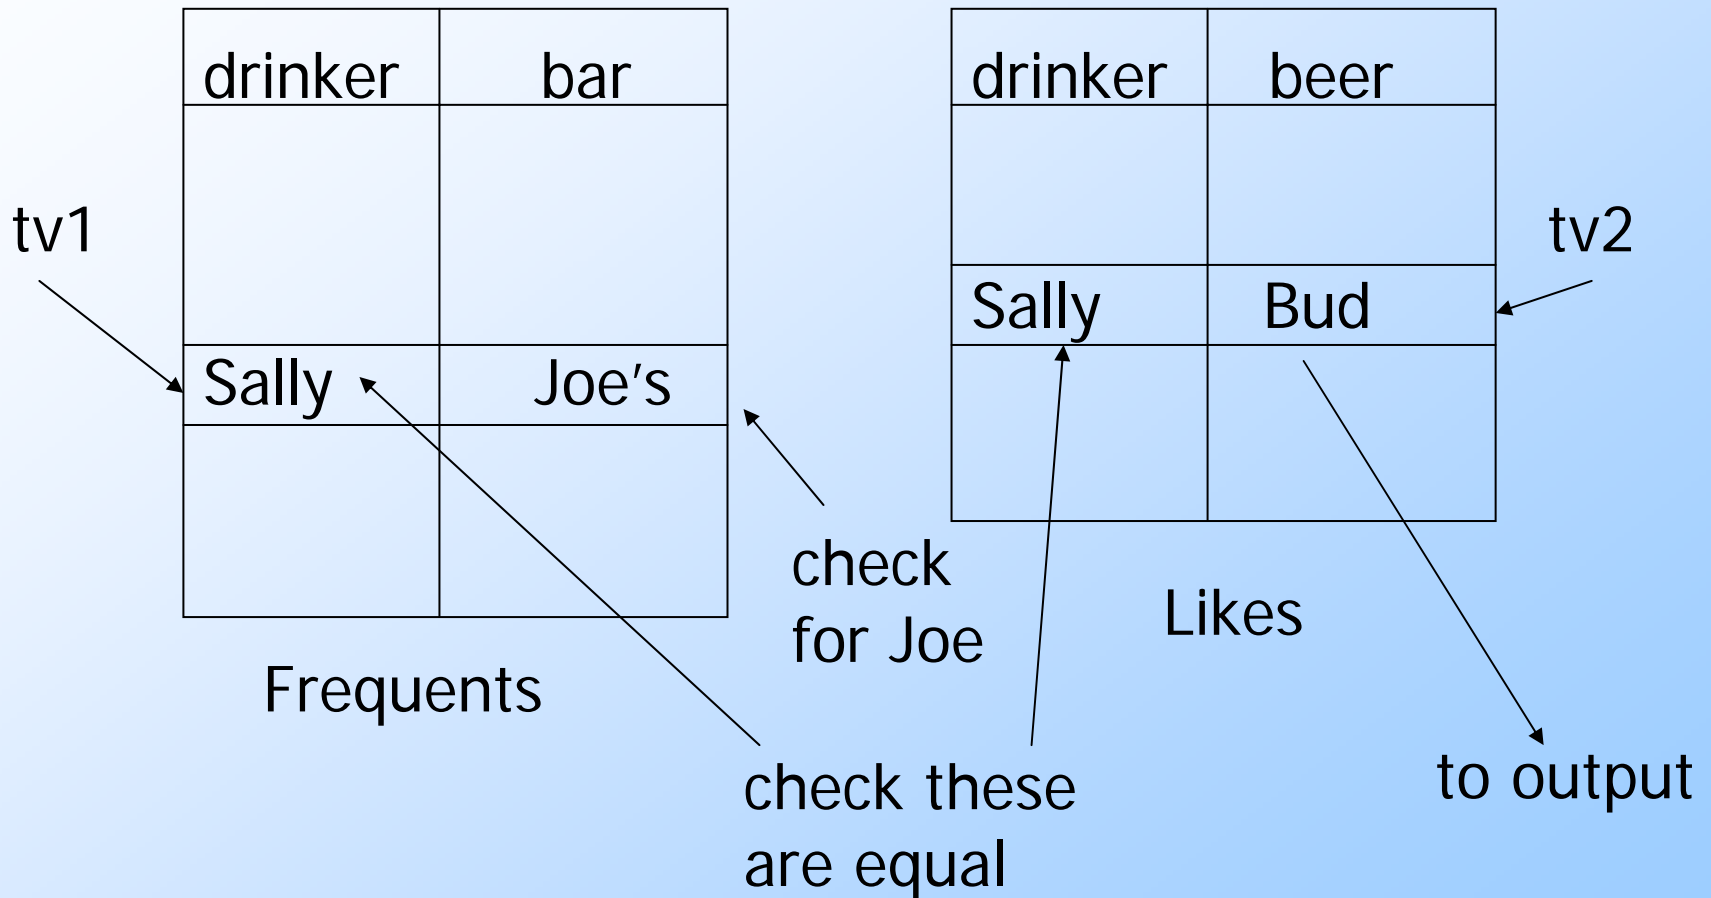 drinker bar
tv1
Sally Joe's
Frequents
check
for Joe
check these
are equal
drinker beer
tv2
Sally Bud
Likes
to output